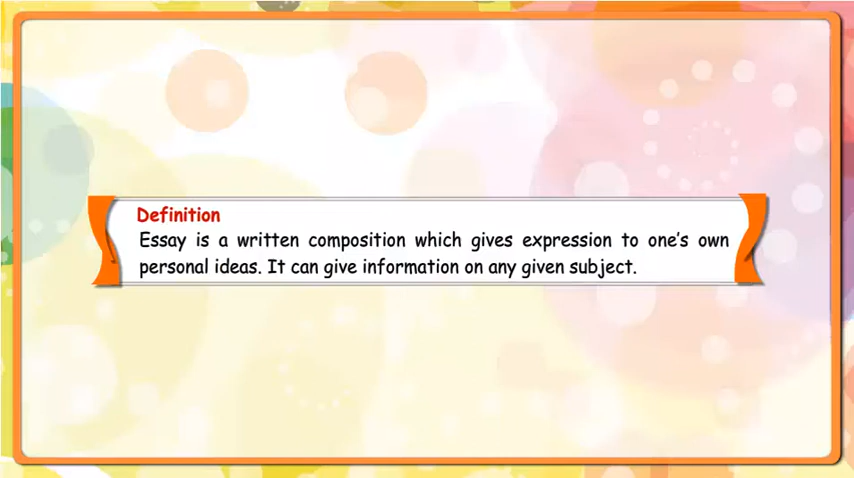 Definition
Essay is a written composition which gives expression to one's own
personal ideas. It can give information on any given subject.